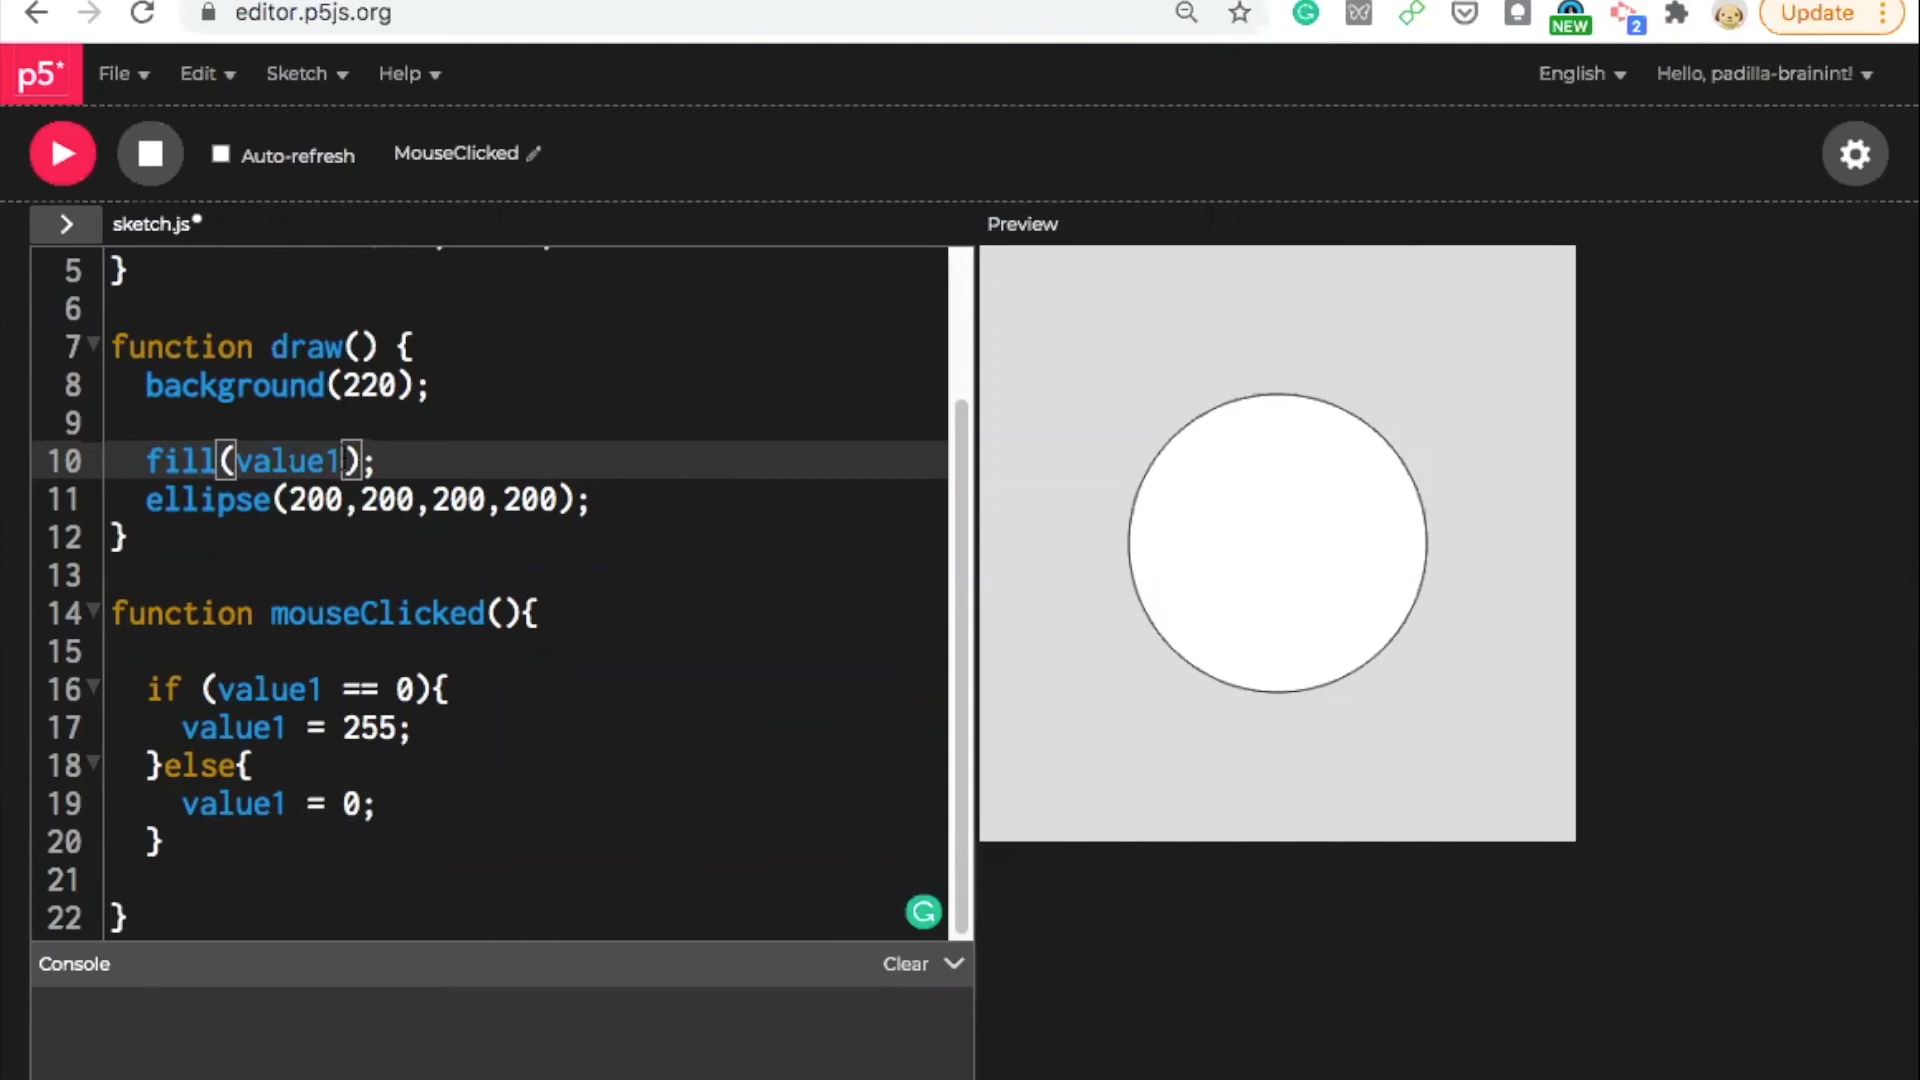 editor.p5js.org
NEW
2
Update
p5*
File
Edit
Sketch
Help
English
Hello, padilla-brainint!
Auto-refresh
MouseClicked
sketch.js
Preview
5 }
6
7 function draw() {
8 background(220);
9
10 fill(value1);
11 ellipse(200,200,200,200);
12 }
13
14 function mouseClicked(){
15
16 if (value1 == 0){
17 value1 = 255;
18 }else{
19 value1 = 0;
20 }
21
22 }
Console
Clear